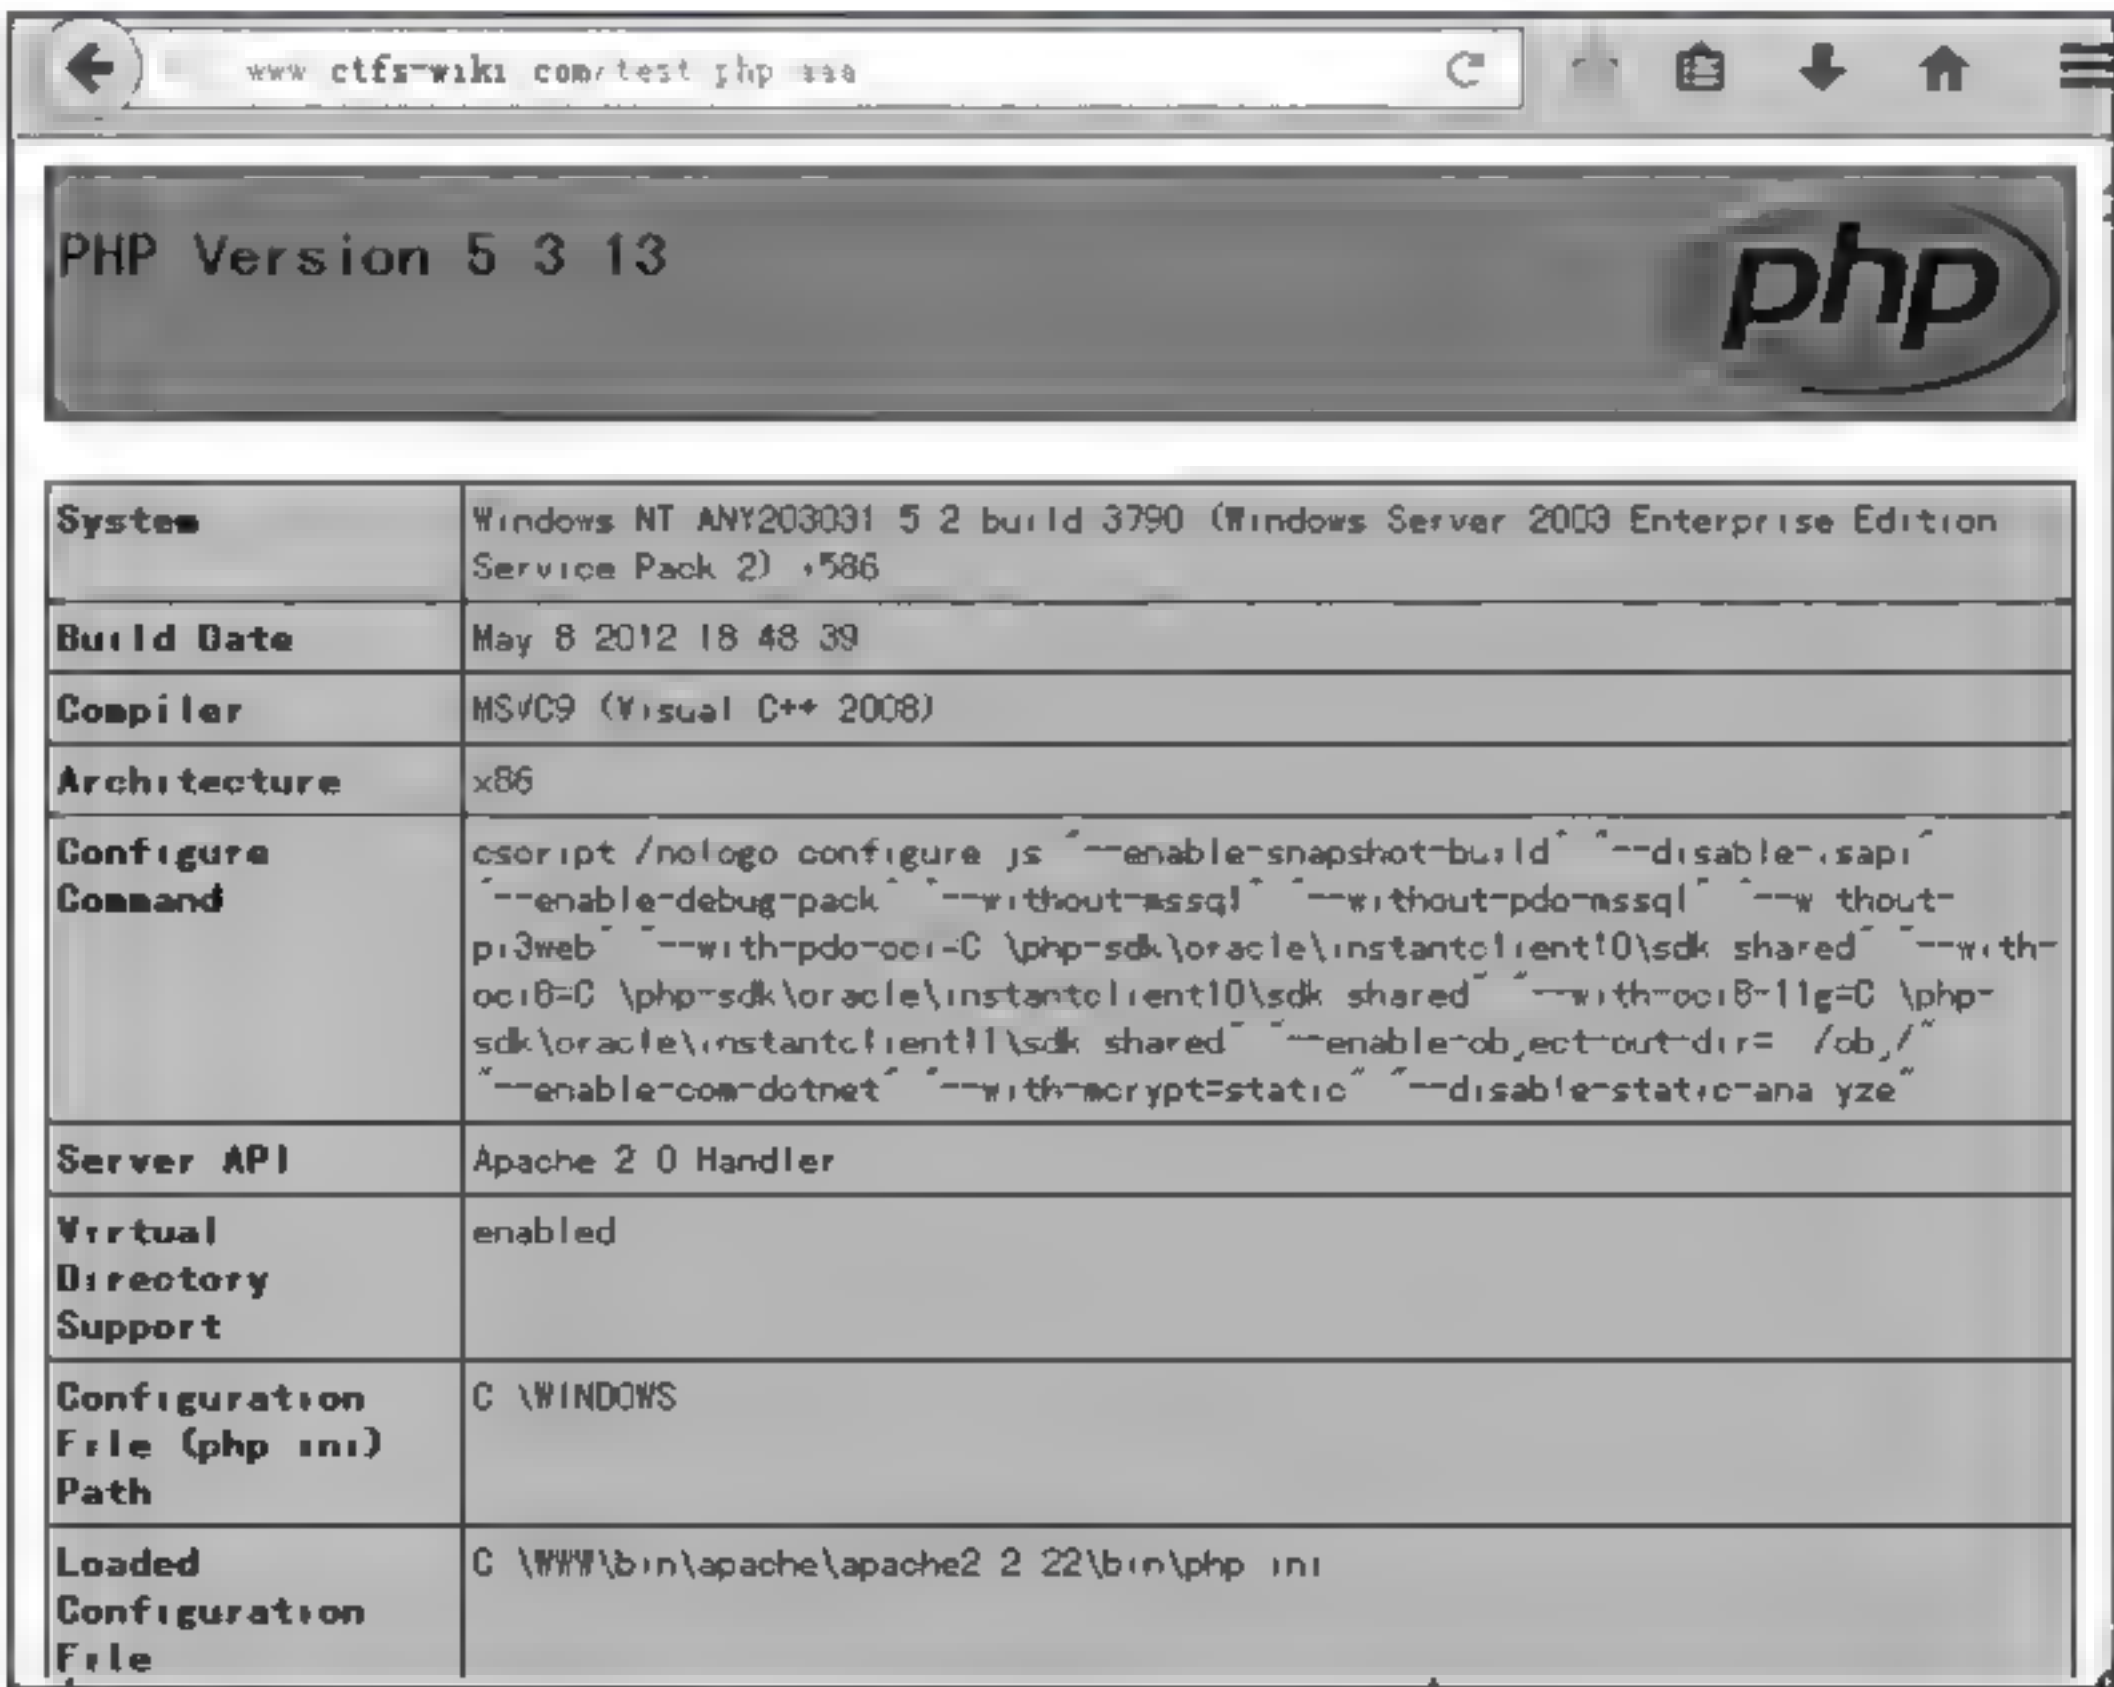 www ctfs-wiki com/test php aaa
PHP Version 5 3 13
php
System
Windows NT ANY203031 5 2 build 3790 (Windows Server 2003 Enterprise Edition
Service Pack 2) i586
Build Date
May 8 2012 18 48 39
Compiler
MSVC9 (Visual C++ 2008)
Architecture
x86
Configure
Command
cscript /nologo configure js "--enable-snapshot-build" "--disable-isapi"
"--enable-debug-pack" "--without-mssql" "--without-pdo-mssql" "--w thout-
pi3web" "--with-pdo-oci=C \php-sdk\oracle\instantclient10\sdk shared" "--with-
oci8=C \php-sdk\oracle\instantclient10\sdk shared" "--with-oci8-11g=C \php-
sdk\oracle\instantclient11\sdk shared" "--enable-object-out-dir= /obj/"
"--enable-com-dotnet" "--with-mcrypt=static" "--disable-static-ana yze"
Server API
Apache 2 0 Handler
Virtual
Directory
Support
enabled
Configuration
File (php ini)
Path
C \WINDOWS
Loaded
Configuration
File
C \WWW\bin\apache\apache2 2 22\bin\php ini